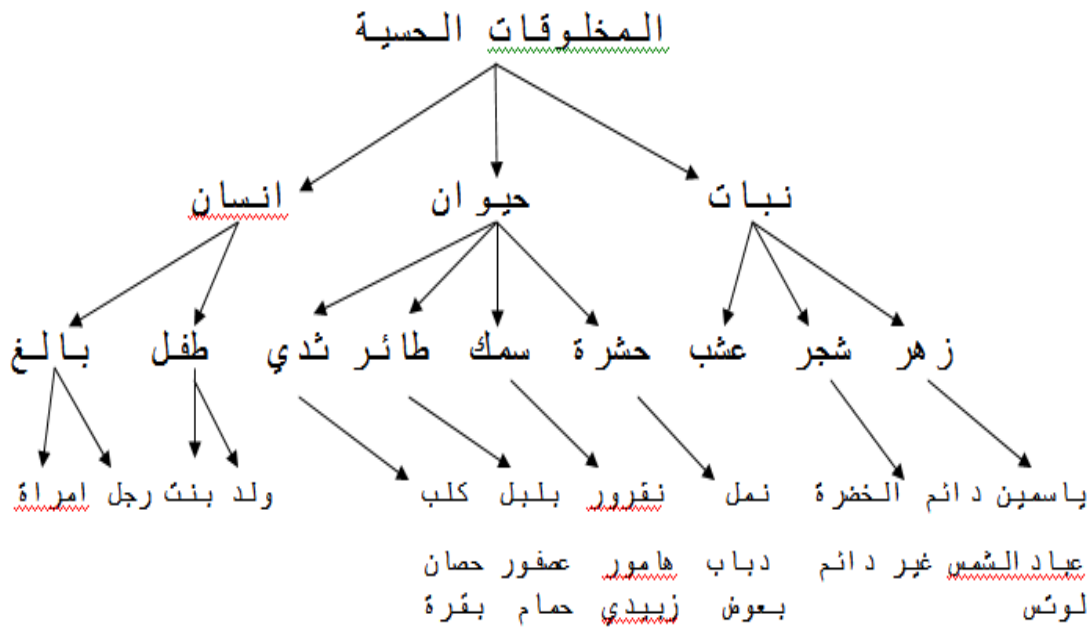 المخلوقات الحسية
نبات حيوان انسان
زهر شجر عشب حشرة سمك طائر ثدي طفل بالغ
ياسمين دائم الخضرة نمل نقرور بلبل كلب ولد بنت رجل امراة
عباد الشمس غير دائم دباب هامور عصفور حصان
لوتس بعوض زبيدي حمام بقرة